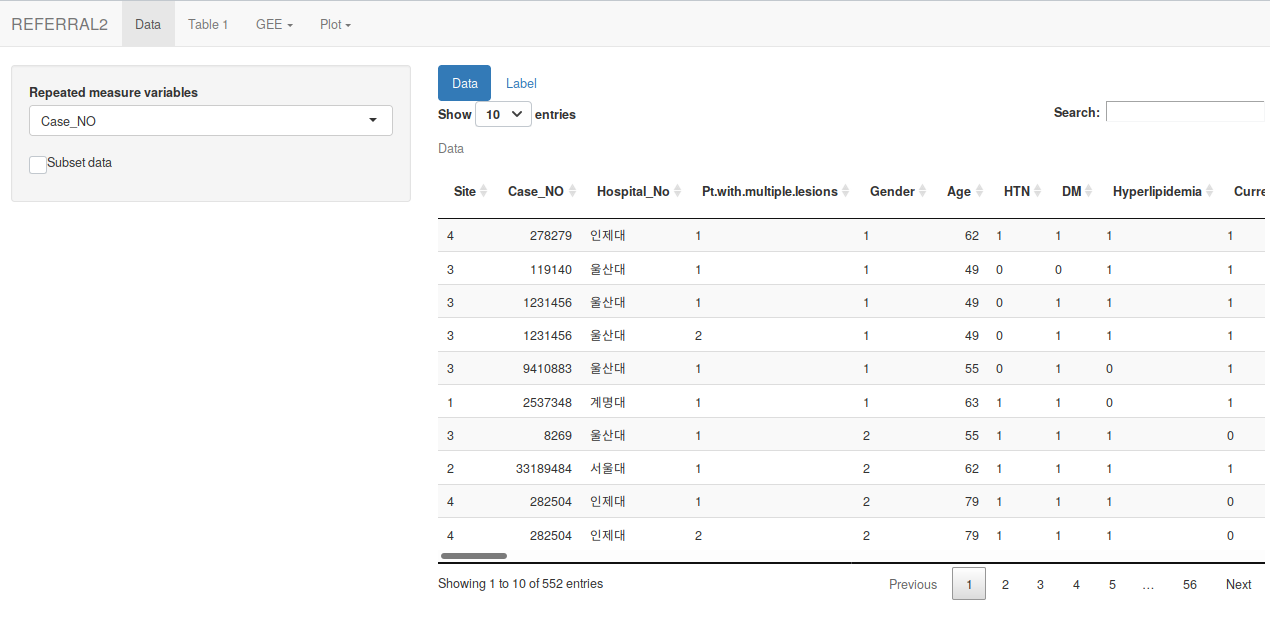 REFERRAL2 Data Table 1 GEE Plot
Repeated measure variables
Case_NO
Subset data
Data Label
Show 10 entries Search:
Data
Site Case_NO Hospital_No Pt.with.multiple.lesions Gender Age HTN DM Hyperlipidemia Curre
4 278279 인제대 1 1 62 1 1 1 1
3 119140 울산대 1 1 49 0 0 1 1
3 1231456 울산대 1 1 49 0 1 1 1
3 1231456 울산대 2 1 49 0 1 1 1
3 9410883 울산대 1 1 55 0 1 0 1
1 2537348 계명대 1 1 63 1 1 0 1
3 8269 울산대 1 2 55 1 1 1 0
2 33189484 서울대 1 2 62 1 1 1 1
4 282504 인제대 1 2 79 1 1 1 0
4 282504 인제대 2 2 79 1 1 1 0
Showing 1 to 10 of 552 entries Previous 1 2 3 4 5 … 56 Next